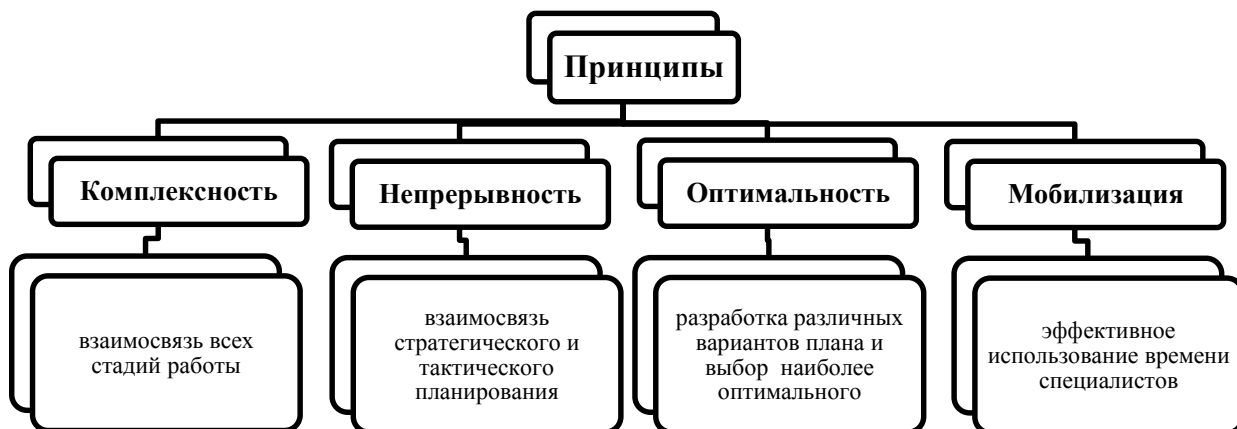 Принципы
Комплексность
Непрерывность
Оптимальность
Мобилизация
взаимосвязь всех
стадий работы
взаимосвязь
стратегического и
тактического
планирования
разработка различных
вариантов плана и
выбор наиболее
оптимального
эффективное
использование времени
специалистов